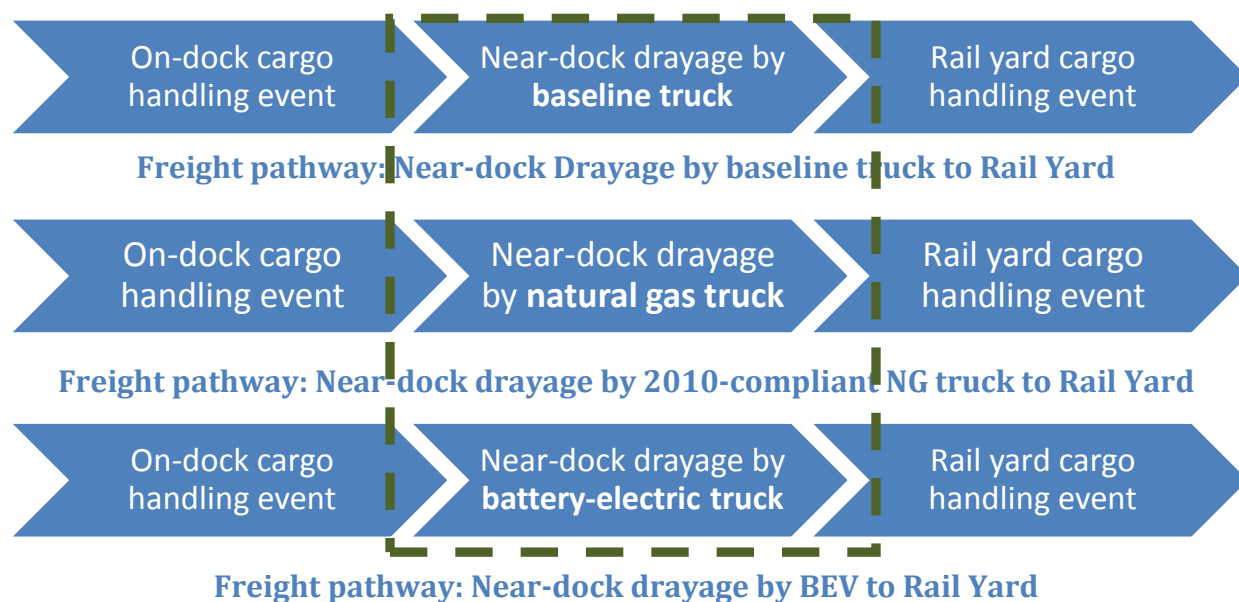 On-dock cargo
handling event
Near-dock drayage by
baseline truck
Rail yard cargo
handling event
Freight pathway: Near-dock Drayage by baseline truck to Rail Yard
On-dock cargo
handling event
Near-dock drayage
by natural gas truck
Rail yard cargo
handling event
Freight pathway: Near-dock drayage by 2010-compliant NG truck to Rail Yard
On-dock cargo
handling event
Near-dock drayage by
battery-electric truck
Rail yard cargo
handling event
Freight pathway: Near-dock drayage by BEV to Rail Yard